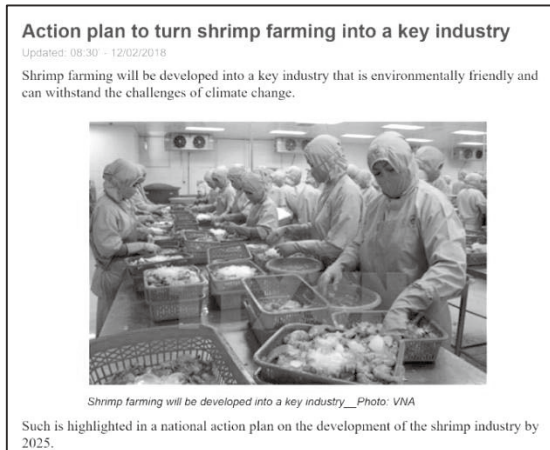 Action plan to turn shrimp farming into a key industry
Updated: 08:30' - 12/02/2018
Shrimp farming will be developed into a key industry that is environmentally friendly and
can withstand the challenges of climate change.
Shrimp farming will be developed into a key industry__Photo: VNA
Such is highlighted in a national action plan on the development of the shrimp industry by
2025.